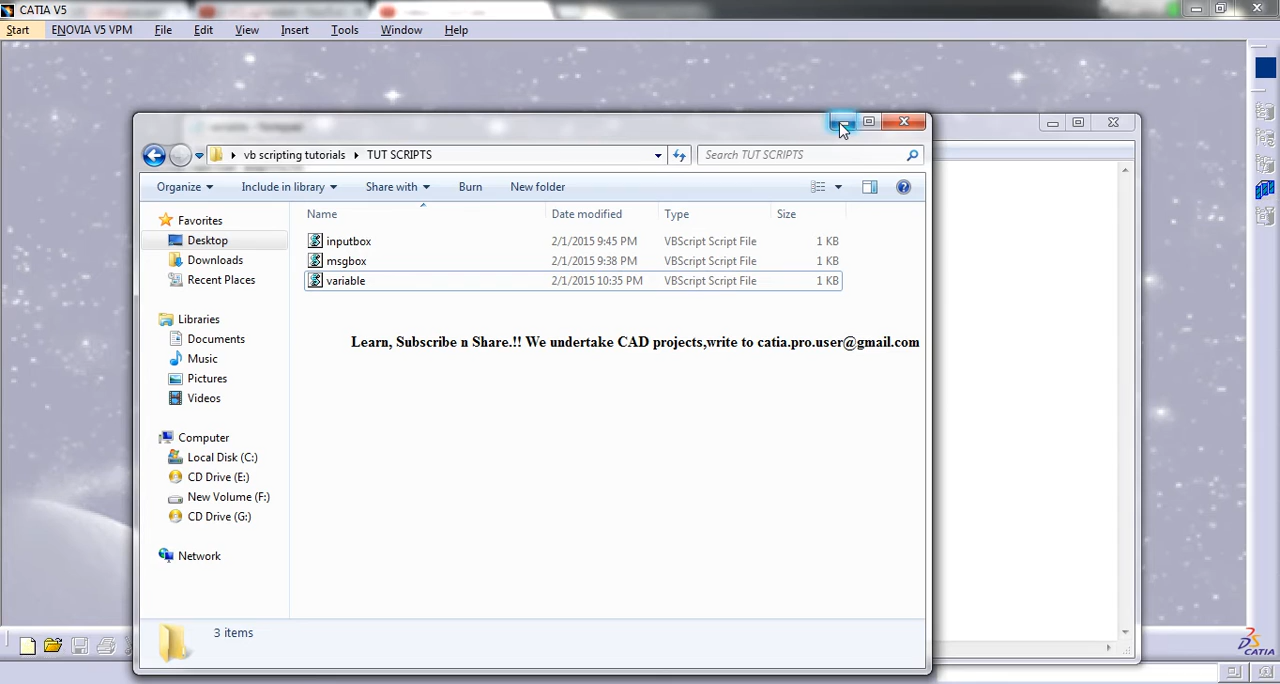 CATIA V5
Start ENOVIA V5 VPM File Edit View Insert Tools Window Help
vb scripting tutorials TUT SCRIPTS Search TUT SCRIPTS
Organize Include in library Share with Burn New folder
Favorites
Desktop
Downloads
Recent Places
Libraries
Documents
Music
Pictures
Videos
Computer
Local Disk (C:)
CD Drive (E:)
New Volume (F:)
CD Drive (G:)
Network
Name Date modified Type Size
inputbox 2/1/2015 9:45 PM VBScript Script File 1 KB
msgbox 2/1/2015 9:38 PM VBScript Script File 1 KB
variable 2/1/2015 10:35 PM VBScript Script File 1 KB
Learn, Subscribe n Share.!! We undertake CAD projects,write to catia.pro.user@gmail.com
3 items
CATIA